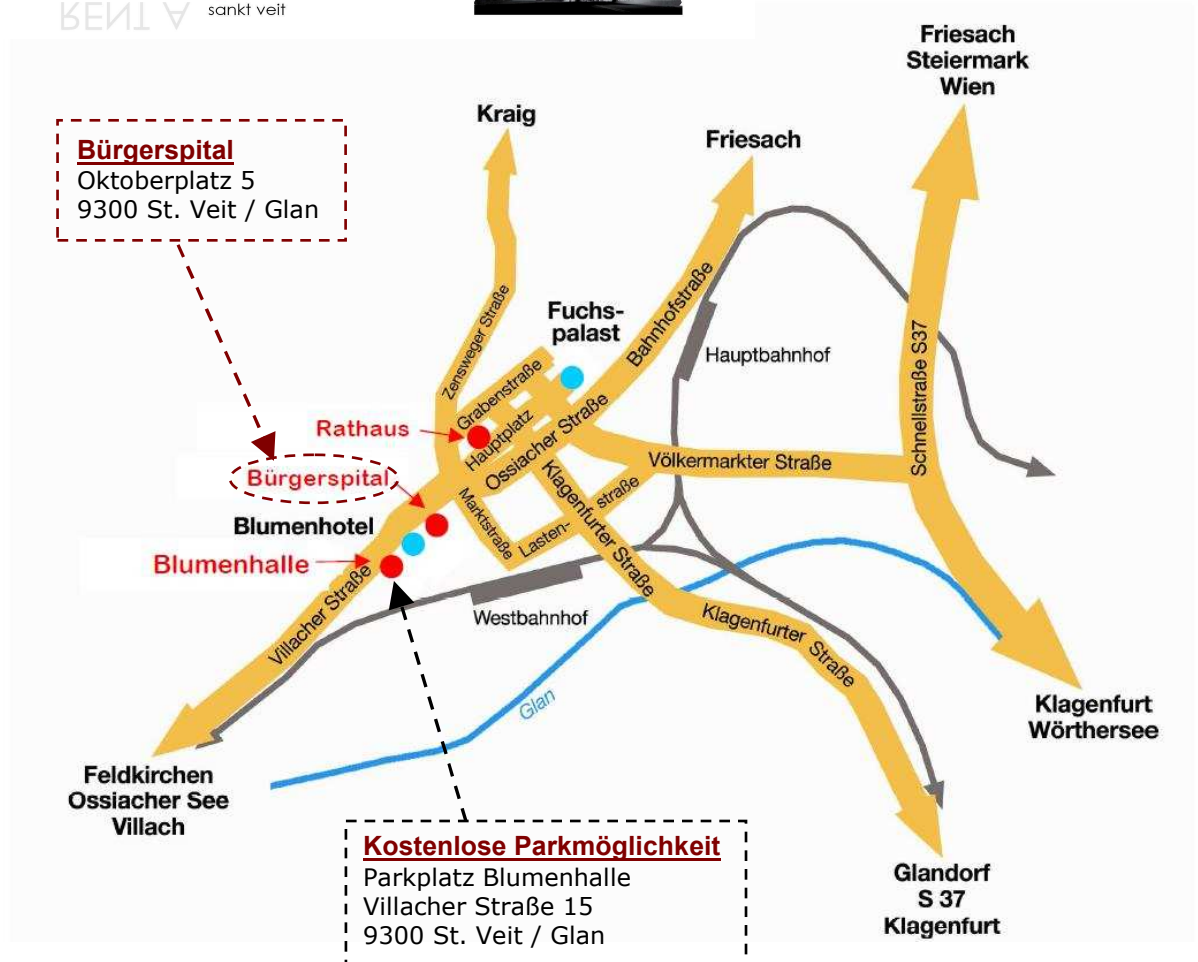 RENT A
sankt veit
Friesach
Steiermark
Wien
Kraig
Friesach
Bürgerspital
Oktoberplatz 5
9300 St. Veit / Glan
Fuchs-
palast
Zensweger Straße
Grabenstraße
Bahnhofstraße
Hauptbahnhof
Schnellstraße S37
Rathaus
Hauptplatz
Ossiacher Straße
Völkermarkter Straße
Bürgerspital
Marktstraße
Lasten-
straße
Klagenfurter Straße
Blumenhotel
Blumenhalle
Villacher Straße
Westbahnhof
Klagenfurter Straße
Glan
Klagenfurt
Wörthersee
Feldkirchen
Ossiacher See
Villach
Kostenlose Parkmöglichkeit
Parkplatz Blumenhalle
Villacher Straße 15
9300 St. Veit / Glan
Glandorf
S 37
Klagenfurt